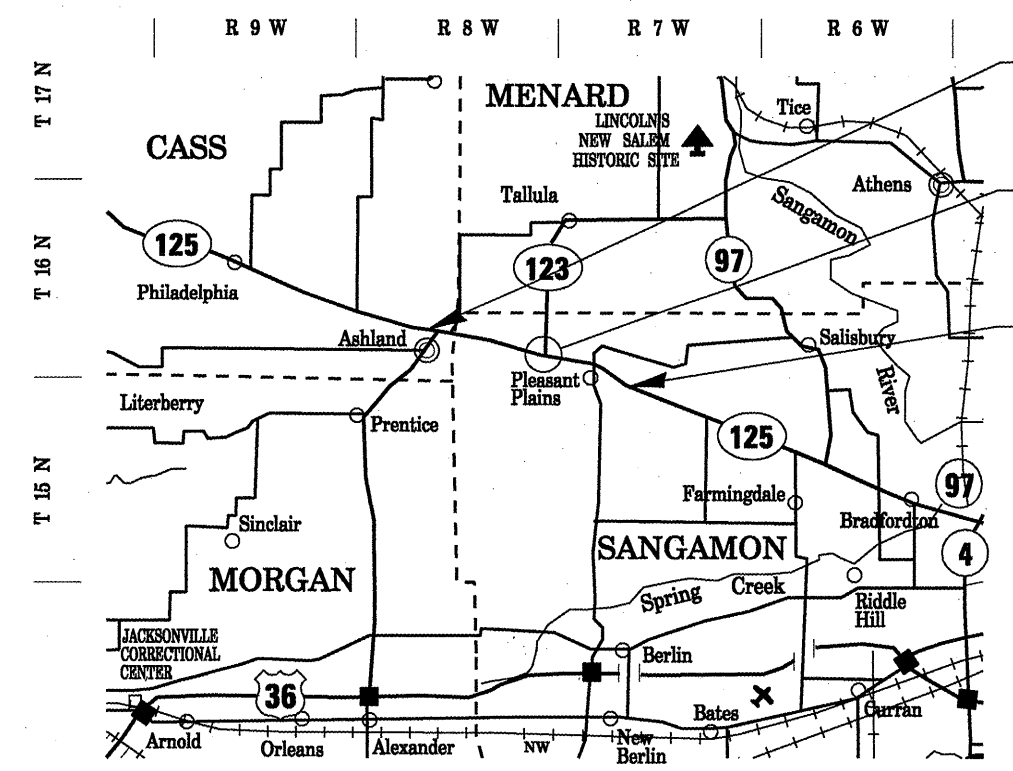 R 9 W
R 8 W
R 7 W
R 6 W
T 17 N
MENARD
LINCOLN'S
NEW SALEM
HISTORIC SITE
Tice
CASS
Athens
Tallula
Sangamon
125
123
97
T 16 N
Philadelphia
Ashland
Salisbury
Pleasant
Plains
River
Literberry
Prentice
125
T 15 N
97
Farmingdale
Bradfordton
Sinclair
SANGAMON
4
MORGAN
Spring Creek
Riddle
Hill
JACKSONVILLE
CORRECTIONAL
CENTER
Berlin
36
Bates
Curran
Arnold
Orleans
Alexander
NW
New
Berlin